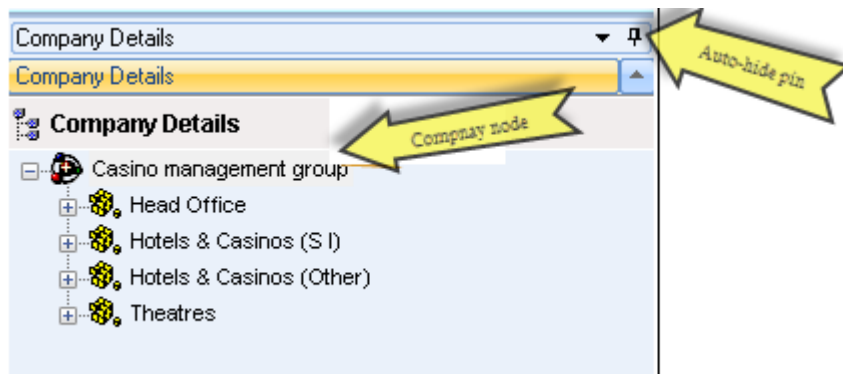 Company Details
Auto-hide pin
Company Details
Company Details
Compnay node
Casino management group
Head Office
Hotels & Casinos (S I)
Hotels & Casinos (Other)
Theatres